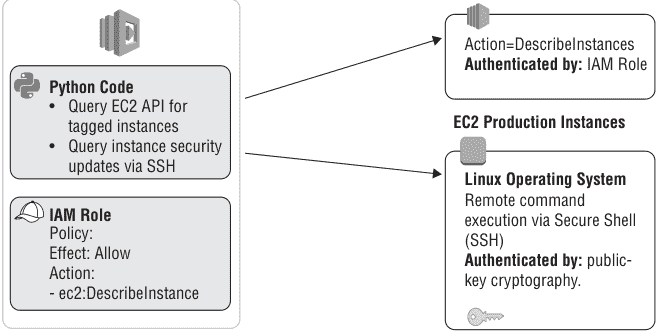 Python Code
• Query EC2 API for
tagged instances
• Query instance security
updates via SSH
IAM Role
Policy:
Effect: Allow
Action:
- ec2:DescribeInstance
Action=DescribeInstances
Authenticated by: IAM Role
EC2 Production Instances
Linux Operating System
Remote command
execution via Secure Shell
(SSH)
Authenticated by: public-
key cryptography.